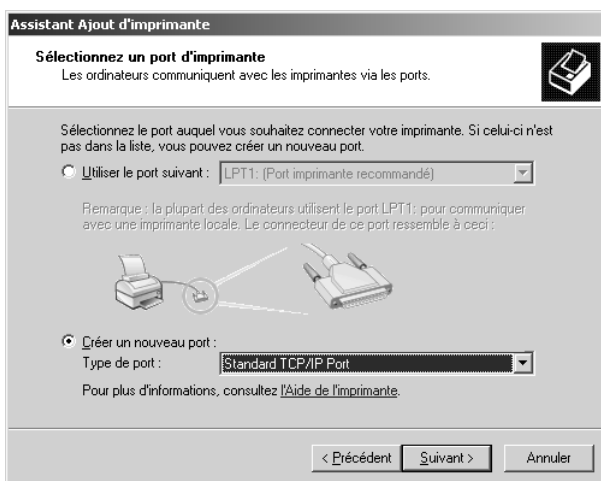 Assistant Ajout d'imprimante
Sélectionnez un port d'imprimante
Les ordinateurs communiquent avec les imprimantes via les ports.
Sélectionnez le port auquel vous souhaitez connecter votre imprimante. Si celui-ci n'est
pas dans la liste, vous pouvez créer un nouveau port.
Utiliser le port suivant : LPT1: (Port imprimante recommandé)
Remarque : la plupart des ordinateurs utilisent le port LPT1: pour communiquer
avec une imprimante locale. Le connecteur de ce port ressemble à ceci :
Créer un nouveau port :
Type de port : Standard TCP/IP Port
Pour plus d'informations, consultez l'Aide de l'imprimante.
< Précédent Suivant > Annuler